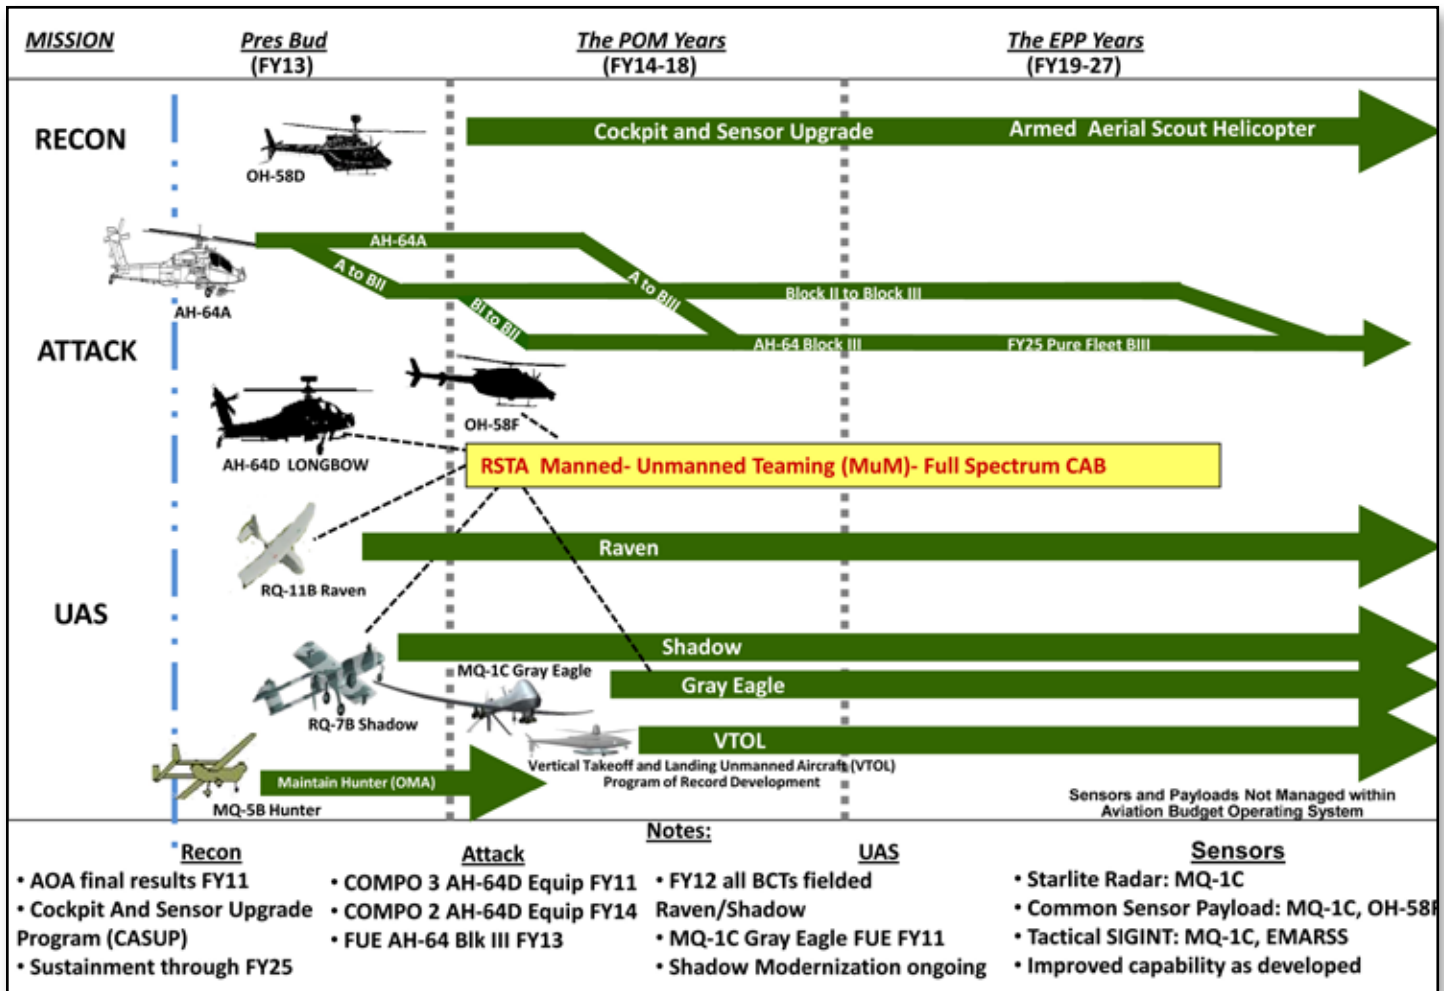 MISSION
Pres Bud
(FY13)
The POM Years
(FY14-18)
The EPP Years
(FY19-27)
RECON
OH-58D
Cockpit and Sensor Upgrade
Armed Aerial Scout Helicopter
AH-64A
AH-64A
A to BII
A to BIII
Block II to Block III
BI to BII
AH-64 Block III
FY25 Pure Fleet BIII
ATTACK
OH-58F
AH-64D LONGBOW
RSTA Manned- Unmanned Teaming (MuM)- Full Spectrum CAB
Raven
RQ-11B Raven
UAS
Shadow
MQ-1C Gray Eagle
Gray Eagle
RQ-7B Shadow
VTOL
Vertical Takeoff and Landing Unmanned Aircraft (VTOL)
Program of Record Development
Maintain Hunter (OMA)
MQ-5B Hunter
Sensors and Payloads Not Managed within
Aviation Budget Operating System
Notes:
Recon
• AOA final results FY11
• Cockpit And Sensor Upgrade
Program (CASUP)
• Sustainment through FY25
Attack
• COMPO 3 AH-64D Equip FY11
• COMPO 2 AH-64D Equip FY14
• FUE AH-64 Blk III FY13
UAS
• FY12 all BCTs fielded
Raven/Shadow
• MQ-1C Gray Eagle FUE FY11
• Shadow Modernization ongoing
Sensors
• Starlite Radar: MQ-1C
• Common Sensor Payload: MQ-1C, OH-58F
• Tactical SIGINT: MQ-1C, EMARSS
• Improved capability as developed